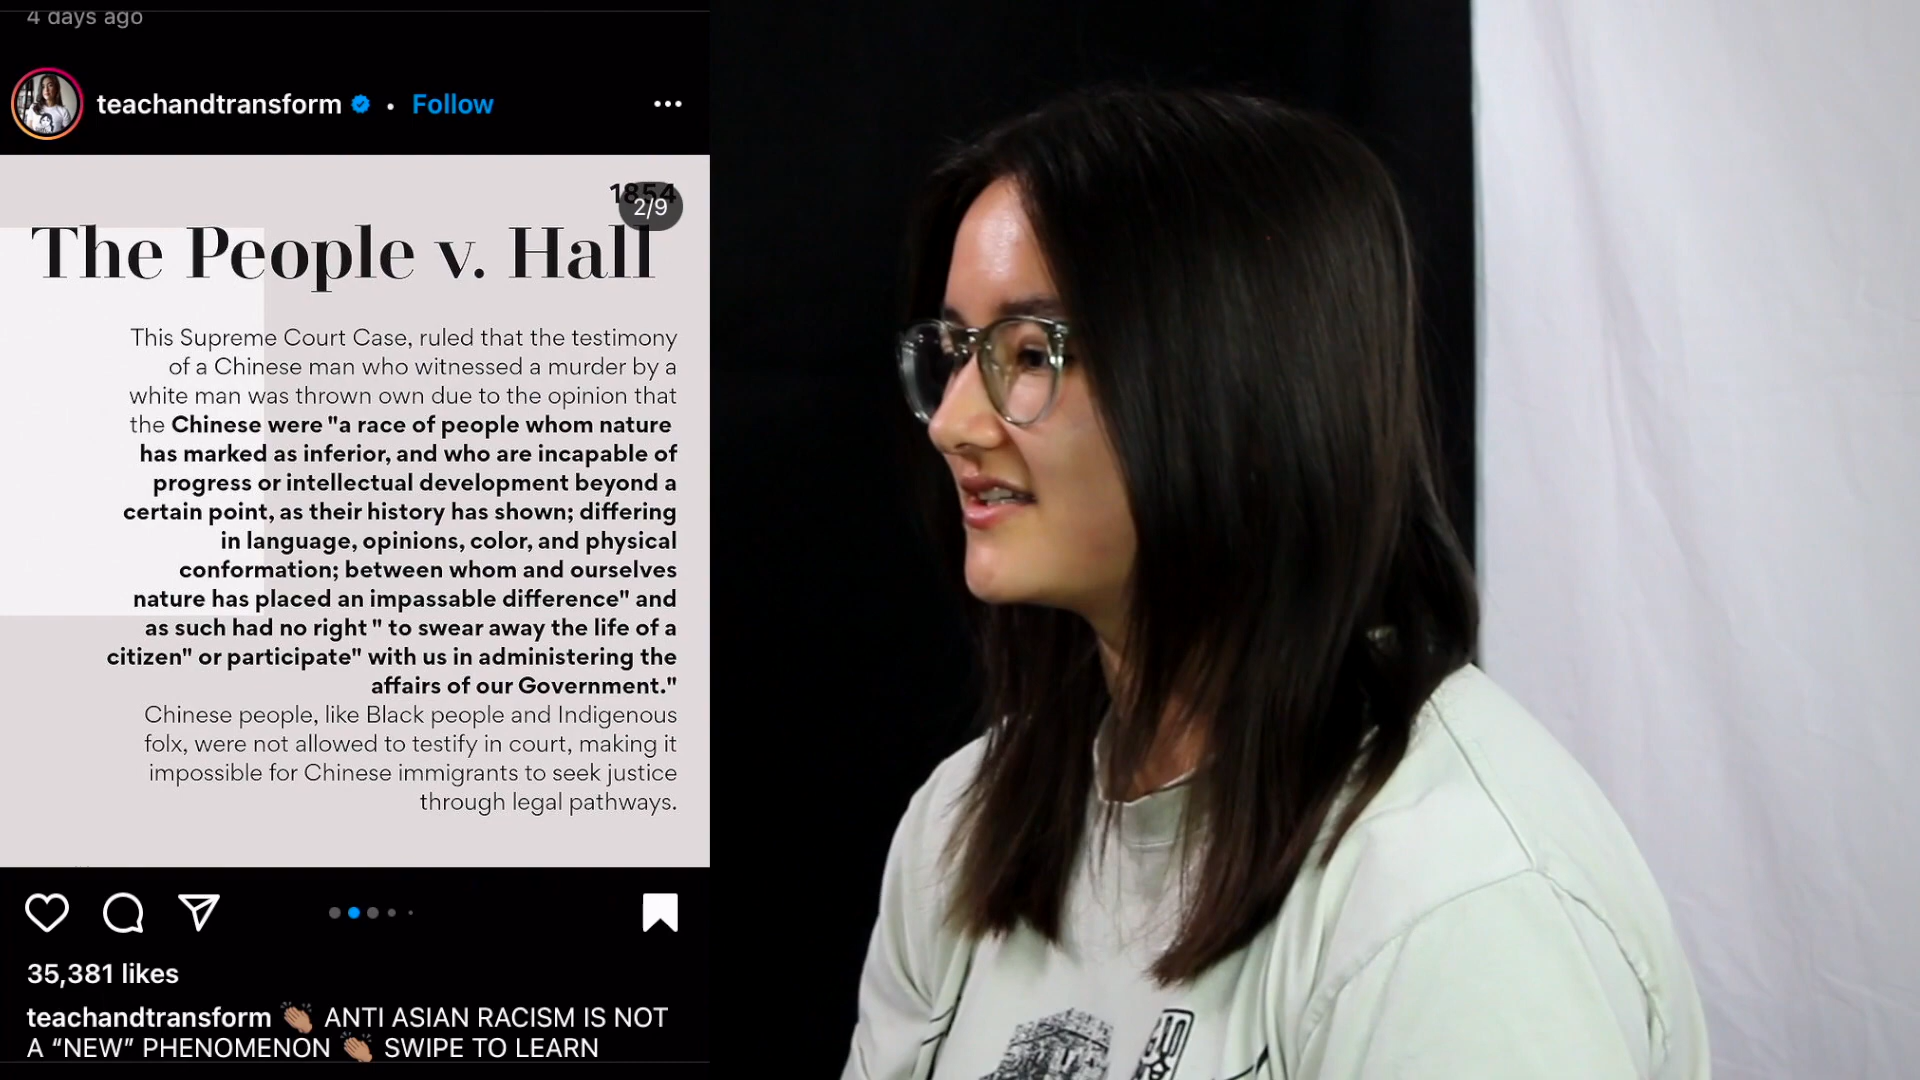 4 days ago
teachandtransform • Follow
1854
2/9
The People v. Hall
This Supreme Court Case, ruled that the testimony
of a Chinese man who witnessed a murder by a
white man was thrown own due to the opinion that
the Chinese were "a race of people whom nature
has marked as inferior, and who are incapable of
progress or intellectual development beyond a
certain point, as their history has shown; differing
in language, opinions, color, and physical
conformation; between whom and ourselves
nature has placed an impassable difference" and
as such had no right " to swear away the life of a
citizen" or participate" with us in administering the
affairs of our Government."
Chinese people, like Black people and Indigenous
folx, were not allowed to testify in court, making it
impossible for Chinese immigrants to seek justice
through legal pathways.
35,381 likes
teachandtransform 👏🏽 ANTI ASIAN RACISM IS NOT
A “NEW” PHENOMENON 👏🏽 SWIPE TO LEARN